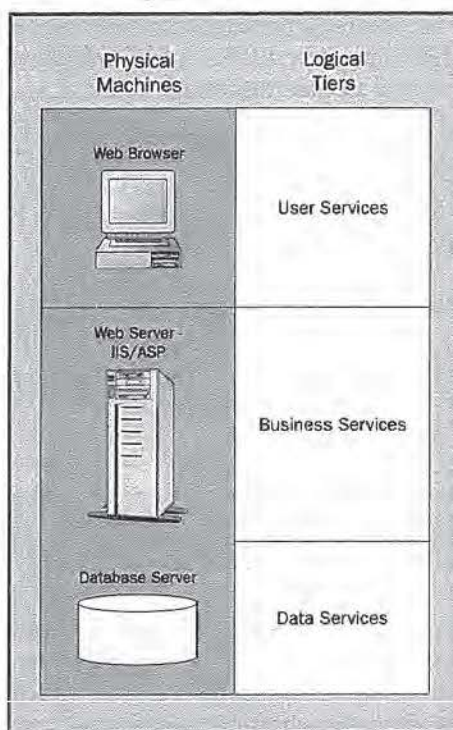 Physical
Machines
Logical
Tiers
Web Browser
User Services
Web Server -
IIS/ASP
Business Services
Database Server
Data Services